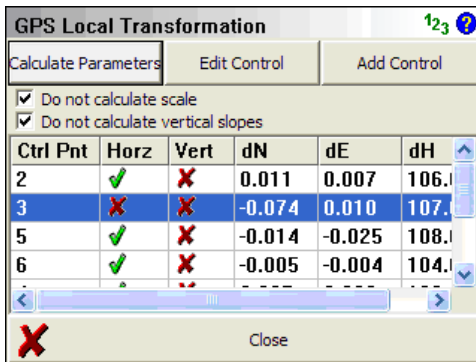 GPS Local Transformation 123 ?
Calculate Parameters Edit Control Add Control
Do not calculate scale
Do not calculate vertical slopes
Ctrl Pnt Horz Vert dN dE dH
2 0.011 0.007 106.
3 -0.074 0.010 107.
5 -0.014 -0.025 108.
6 -0.005 -0.004 104.
Close